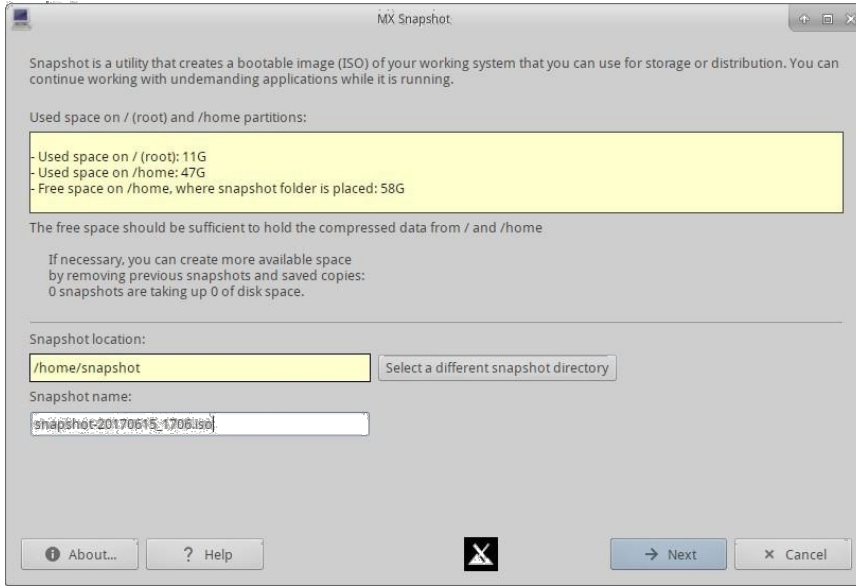 MX Snapshot
Snapshot is a utility that creates a bootable image (ISO) of your working system that you can use for storage or distribution. You can
continue working with undemanding applications while it is running.
Used space on / (root) and /home partitions:
- Used space on / (root): 11G
- Used space on /home: 47G
- Free space on /home, where snapshot folder is placed: 58G
The free space should be sufficient to hold the compressed data from / and /home
If necessary, you can create more available space
by removing previous snapshots and saved copies:
0 snapshots are taking up 0 of disk space.
Snapshot location:
/home/snapshot
Select a different snapshot directory
Snapshot name:
snapshot-20170615_1706.iso
About...
? Help
Next
Cancel